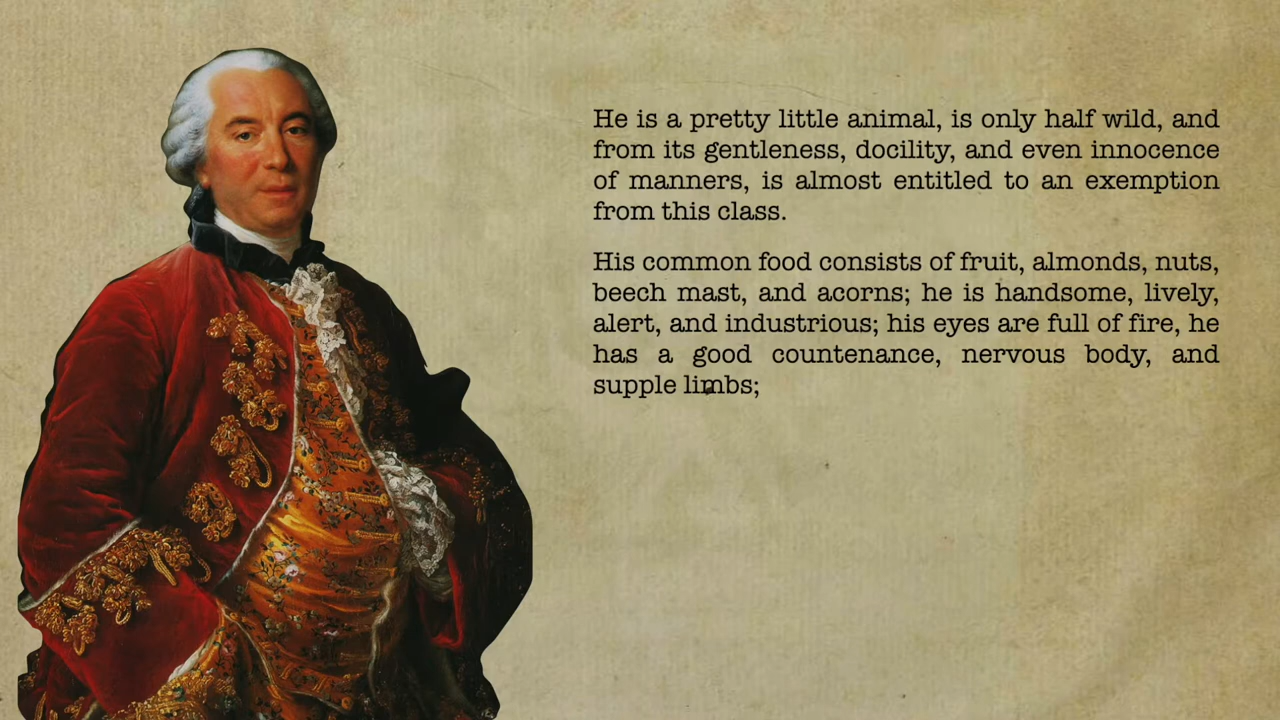 He is a pretty little animal, is only half wild, and
from its gentleness, docility, and even innocence
of manners, is almost entitled to an exemption
from this class.
His common food consists of fruit, almonds, nuts,
beech mast, and acorns; he is handsome, lively,
alert, and industrious; his eyes are full of fire, he
has a good countenance, nervous body, and
supple limbs;